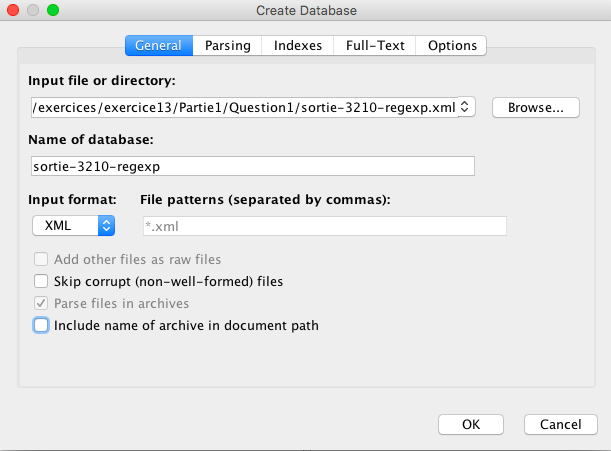 Create Database
General Parsing Indexes Full-Text Options
Input file or directory:
/exercices/exercice13/Partie1/Question1/sortie-3210-regexp.xml Browse...
Name of database:
sortie-3210-regexp
Input format: File patterns (separated by commas):
XML *.xml
Add other files as raw files
Skip corrupt (non-well-formed) files
Parse files in archives
Include name of archive in document path
OK Cancel